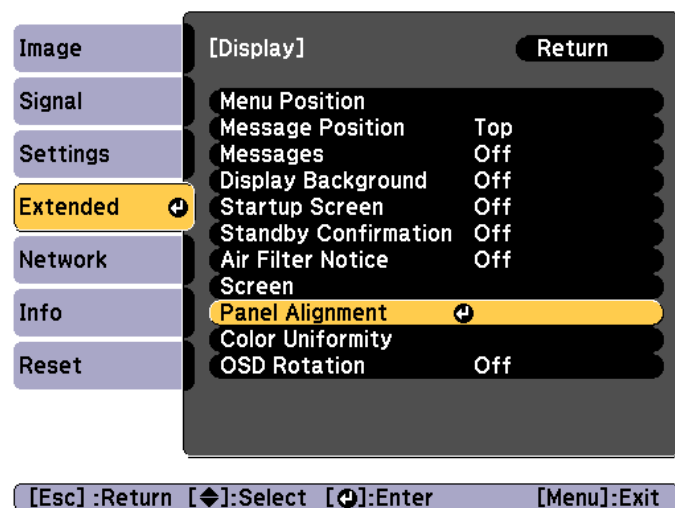 Image
Signal
Settings
Extended
Network
Info
Reset
[Display] Return
Menu Position
Message Position Top
Messages Off
Display Background Off
Startup Screen Off
Standby Confirmation Off
Air Filter Notice Off
Screen
Panel Alignment
Color Uniformity
OSD Rotation Off
[Esc] :Return [◆]:Select [↵]:Enter [Menu]:Exit